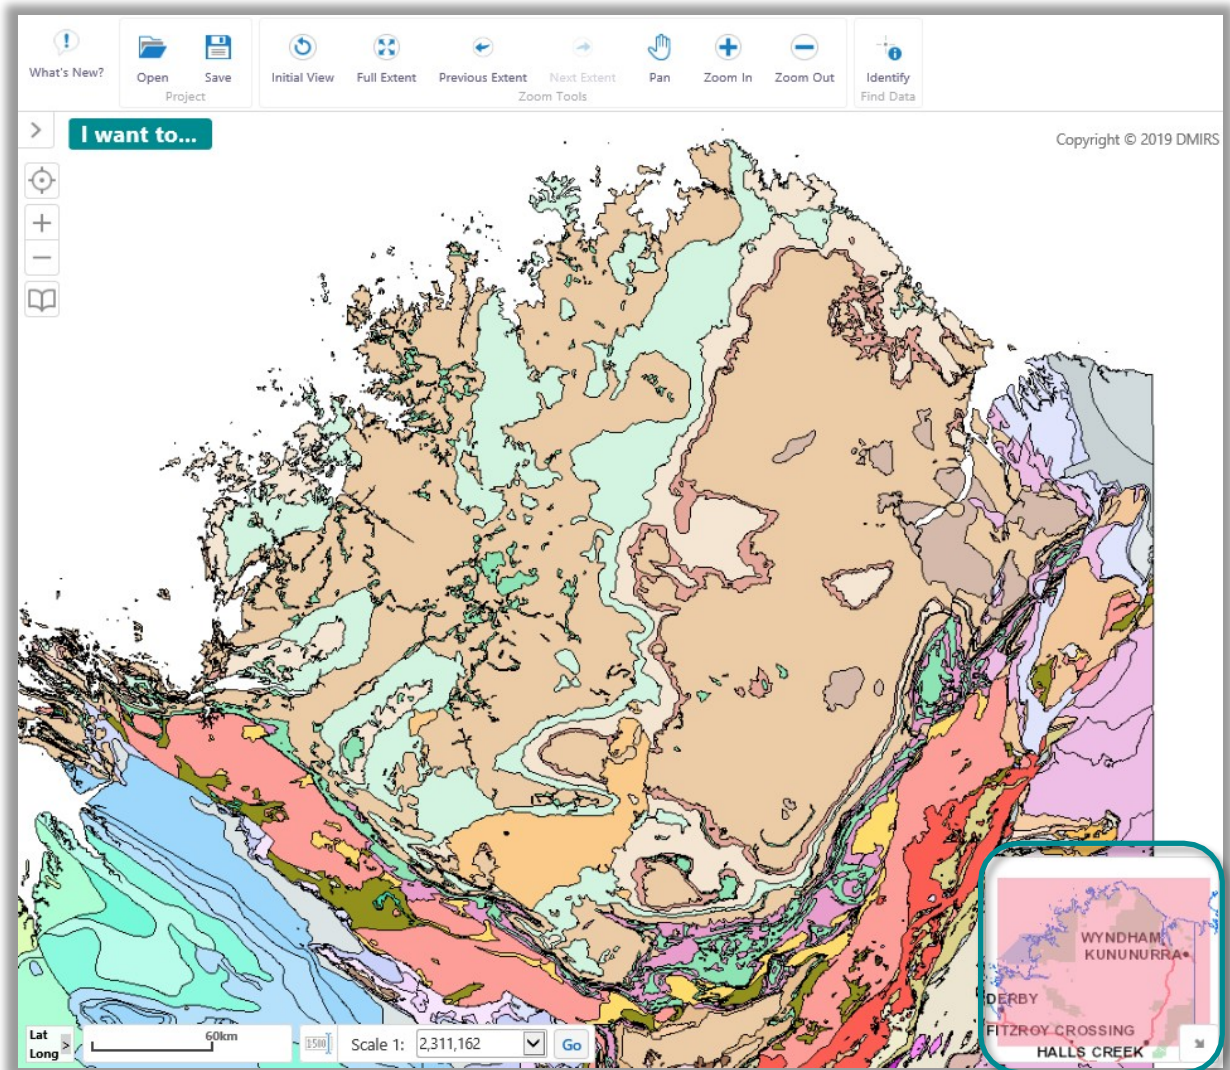 What's New?
Open
Save
Initial View
Full Extent
Previous Extent
Next Extent
Pan
Zoom In
Zoom Out
Identify
Project
Zoom Tools
Find Data
I want to...
Copyright © 2019 DMIRS
WYNDHAM
KUNUNURRA
DERBY
FITZROY CROSSING
HALLS CREEK
Lat
Long
>
60km
Scale 1:
2,311,162
Go